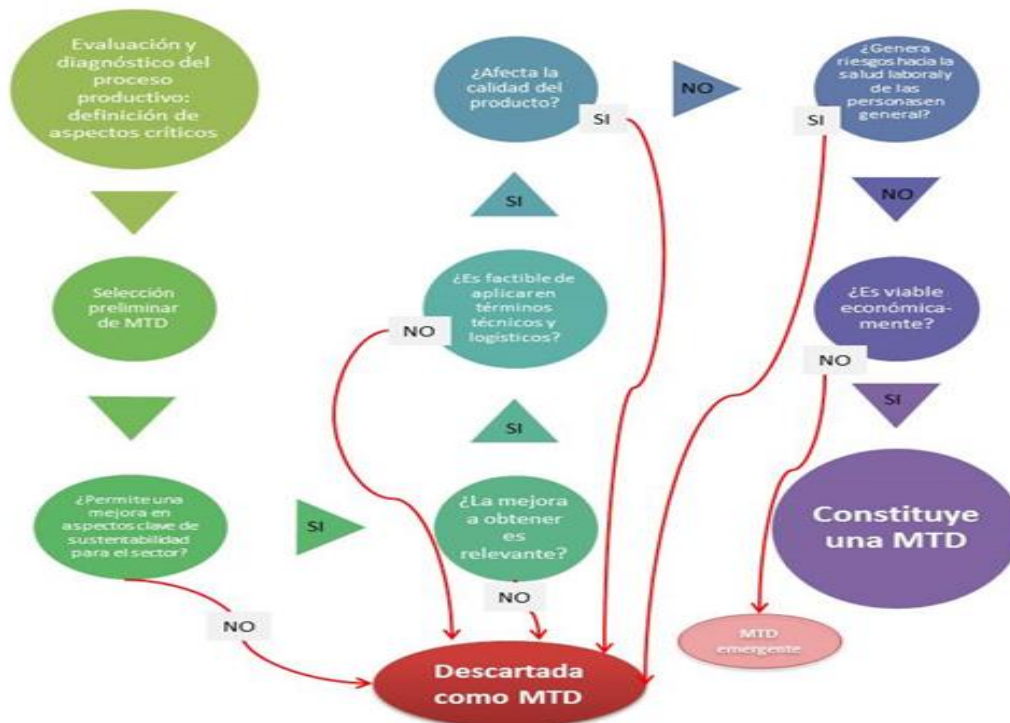 Evaluación y
diagnóstico del
proceso
productivo:
definición de
aspectos críticos
Selección
preliminar
de MTD
¿Permite una
mejora en
aspectos clave de
sustentabilidad
para el sector?
NO
SI
¿La mejora
a obtener
es
relevante?
NO
SI
¿Es factible de
aplicar en
términos
técnicos y
logísticos?
NO
SI
¿Afecta la
calidad del
producto?
SI
NO
¿Genera
riesgos hacia la
salud laboral y
de las
personas en
general?
SI
NO
¿Es viable
económica-
mente?
NO
SI
Constituye
una MTD
MTD
emergente
Descartada
como MTD